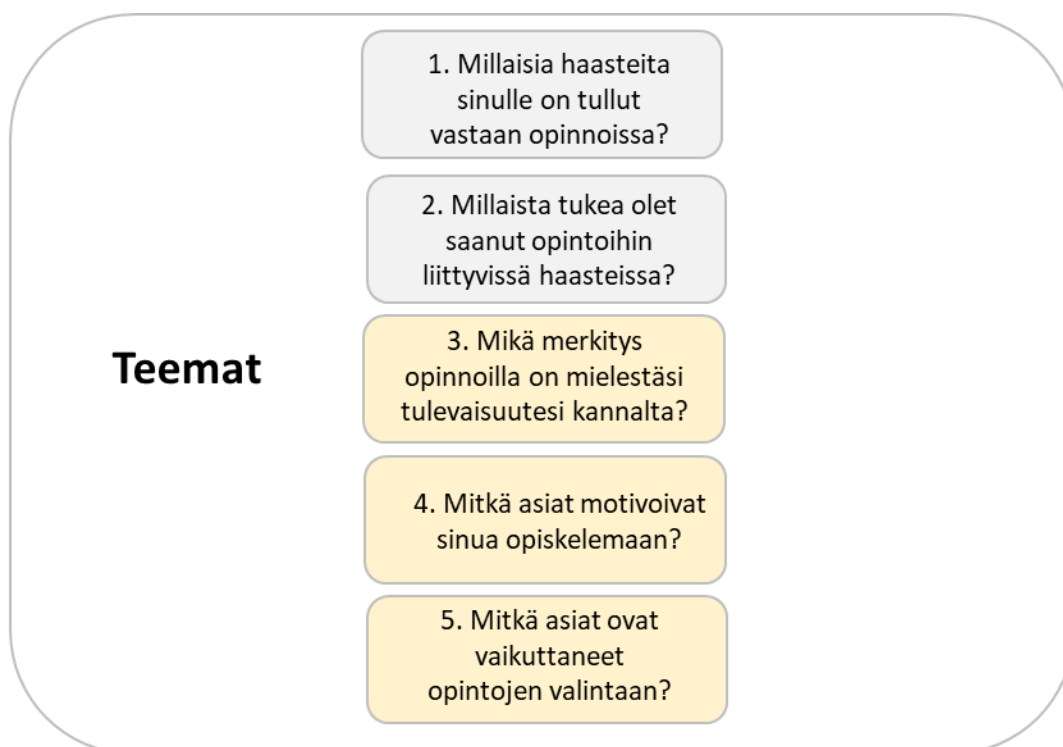 1. Millaisia haasteita
sinulle on tullut
vastaan opinnoissa?
2. Millaista tukea olet
saanut opintoihin
liittyvissä haasteissa?
Teemat
3. Mikä merkitys
opinnoilla on mielestäsi
tulevaisuutesi kannalta?
4. Mitkä asiat motivoivat
sinua opiskelemaan?
5. Mitkä asiat ovat
vaikuttaneet
opintojen valintaan?